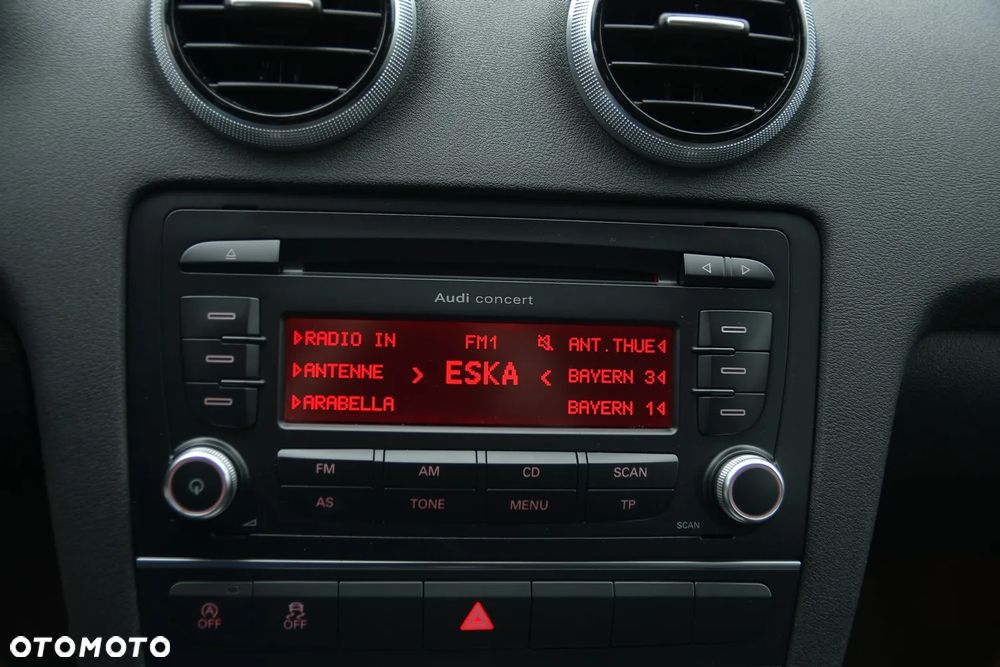 Audi concert
RADIO IN FM1 ANT.THUE
ANTENNE > ESKA < BAYERN 3
ARABELLA BAYERN 1
FM AM CD SCAN
AS TONE MENU TP
SCAN
A OFF OFF
OTOMOTO